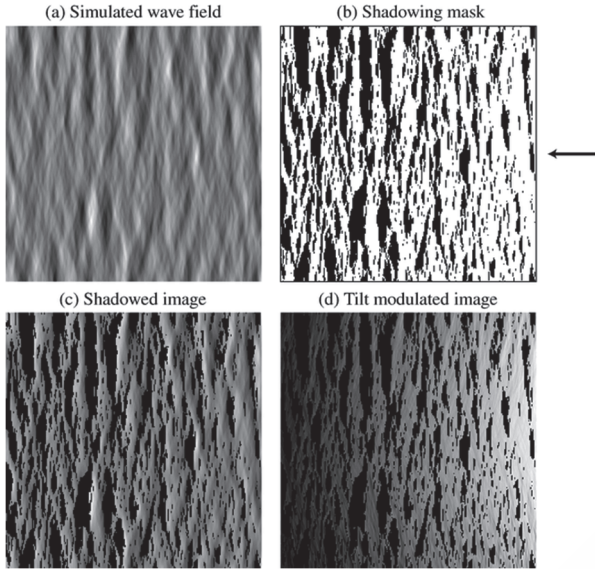 (a) Simulated wave field
(b) Shadowing mask
(c) Shadowed image
(d) Tilt modulated image